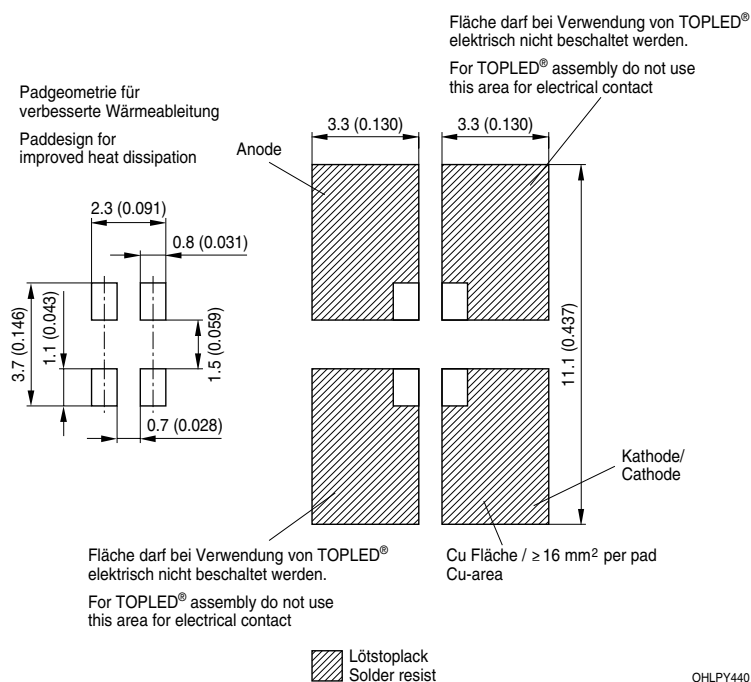 Fläche darf bei Verwendung von TOPLED®
elektrisch nicht beschaltet werden.
For TOPLED® assembly do not use
this area for electrical contact
Padgeometrie für
verbesserte Wärmeableitung
Paddesign for
improved heat dissipation
Anode
3.3 (0.130)
3.3 (0.130)
2.3 (0.091)
0.8 (0.031)
3.7 (0.146)
1.1 (0.043)
1.5 (0.059)
0.7 (0.028)
11.1 (0.437)
Kathode/
Cathode
Fläche darf bei Verwendung von TOPLED®
elektrisch nicht beschaltet werden.
For TOPLED® assembly do not use
this area for electrical contact
Cu Fläche / ≥ 16 mm² per pad
Cu-area
Lötstoplack
Solder resist
OHLPY440